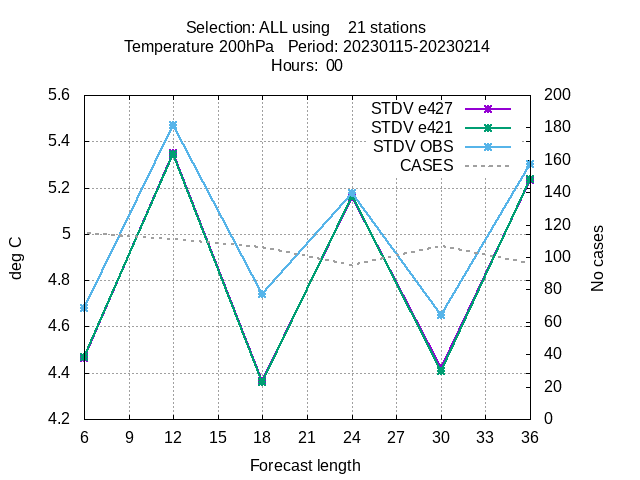 Selection: ALL using 21 stations
Temperature 200hPa Period: 20230115-20230214
Hours: 00
STDV e427
STDV e421
STDV OBS
CASES
5.6
5.4
5.2
5
4.8
4.6
4.4
4.2
deg C
200
180
160
140
120
100
80
60
40
20
0
No cases
6 9 12 15 18 21 24 27 30 33 36
Forecast length